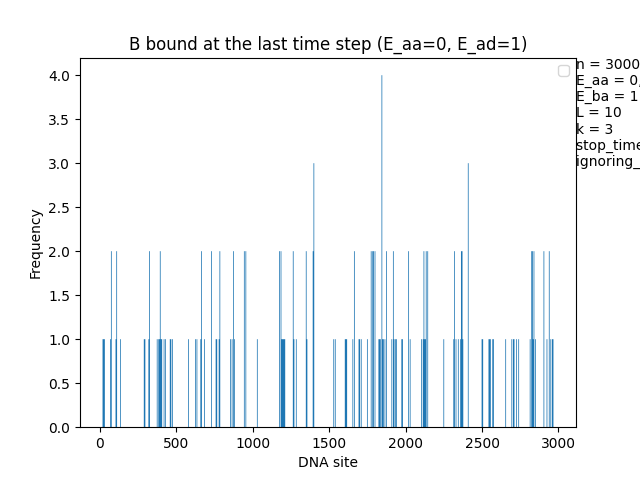 B bound at the last time step (E_aa=0, E_ad=1)
n = 3000
E_aa = 0,
E_ba = 1
L = 10
k = 3
stop_time
ignoring_
4.0
3.5
3.0
2.5
2.0
1.5
1.0
0.5
0.0
Frequency
0 500 1000 1500 2000 2500 3000
DNA site